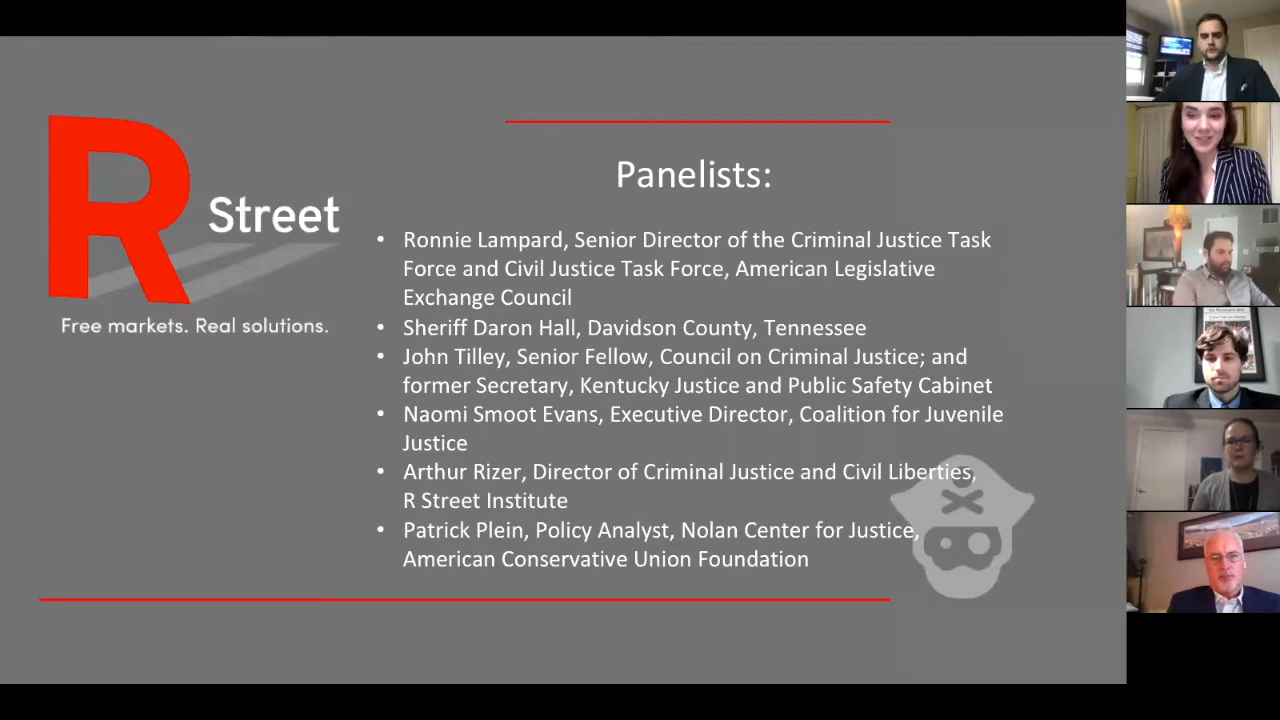 R Street
Free markets. Real solutions.
Panelists:
• Ronnie Lampard, Senior Director of the Criminal Justice Task
Force and Civil Justice Task Force, American Legislative
Exchange Council
• Sheriff Daron Hall, Davidson County, Tennessee
• John Tilley, Senior Fellow, Council on Criminal Justice; and
former Secretary, Kentucky Justice and Public Safety Cabinet
• Naomi Smoot Evans, Executive Director, Coalition for Juvenile
Justice
• Arthur Rizer, Director of Criminal Justice and Civil Liberties,
R Street Institute
• Patrick Plein, Policy Analyst, Nolan Center for Justice,
American Conservative Union Foundation